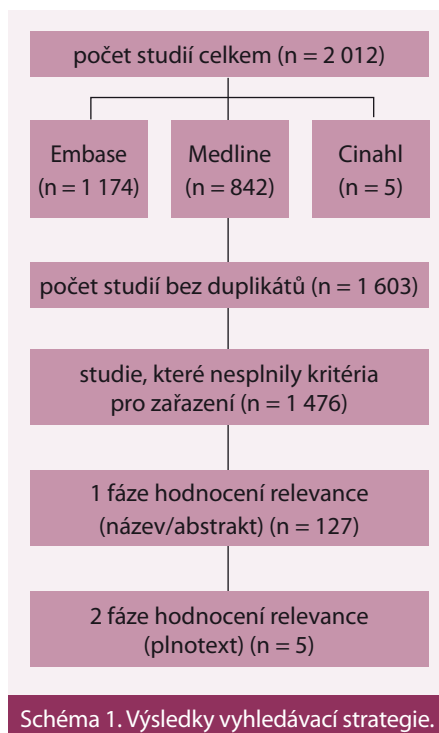 počet studií celkem (n = 2 012)
Embase
(n = 1 174)
Medline
(n = 842)
Cinahl
(n = 5)
počet studií bez duplikátů (n = 1 603)
studie, které nesplnily kritéria
pro zařazení (n = 1 476)
1 fáze hodnocení relevance
(název/abstrakt) (n = 127)
2 fáze hodnocení relevance
(plnotext) (n = 5)
Schéma 1. Výsledky vyhledávací strategie.